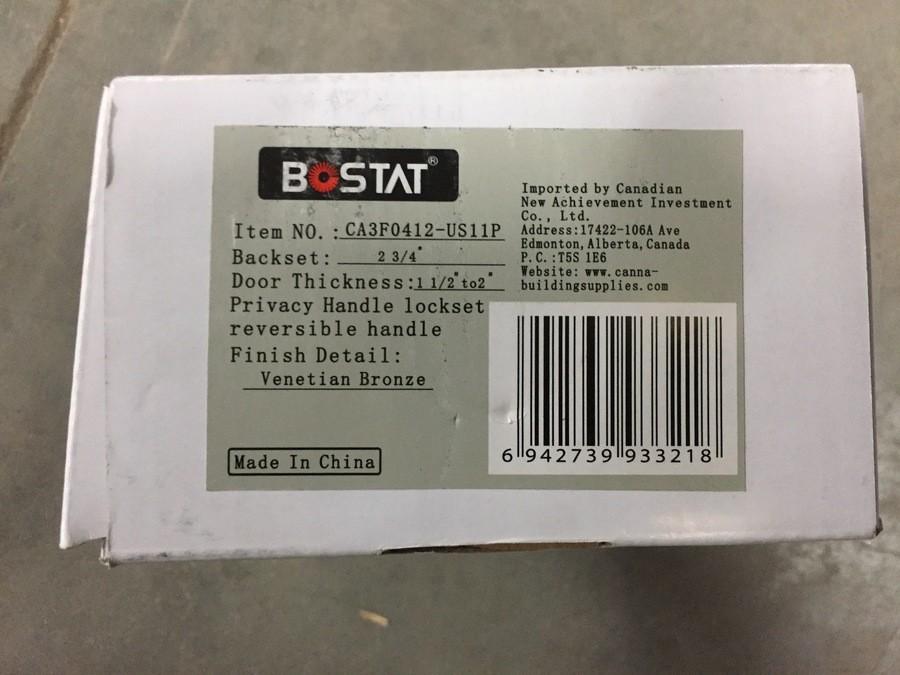 BOSTAT®
Item NO. : CA3F0412-US11P
Backset: 2 3/4"
Door Thickness: 1 1/2" to2"
Privacy Handle lockset
reversible handle
Finish Detail:
Venetian Bronze
Made In China
Imported by Canadian
New Achievement Investment
Co., Ltd.
Address:17422-106A Ave
Edmonton, Alberta, Canada
P.C.:T5S 1E6
Website: www.canna-
buildingsupplies.com
6 942739 933218